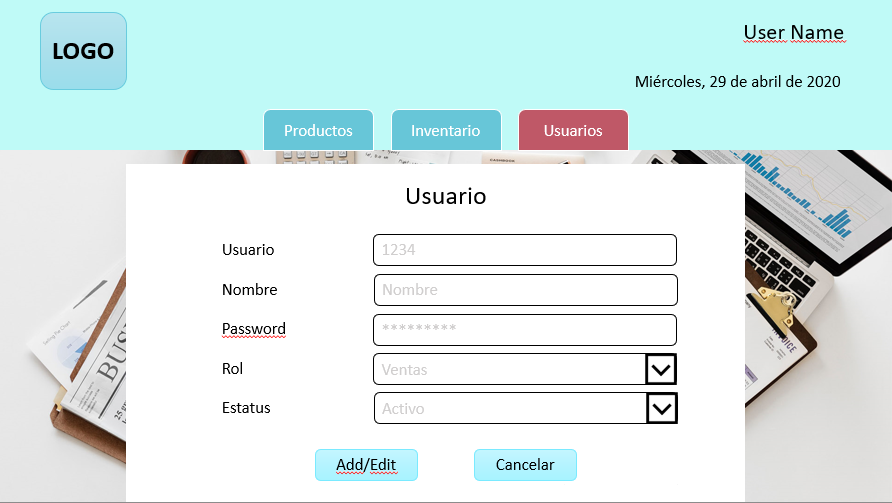 LOGO
User Name
Miércoles, 29 de abril de 2020
Productos
Inventario
Usuarios
Usuario
Usuario
1234
Nombre
Nombre
Password
*********
Rol
Ventas
Estatus
Activo
Add/Edit
Cancelar
BUS